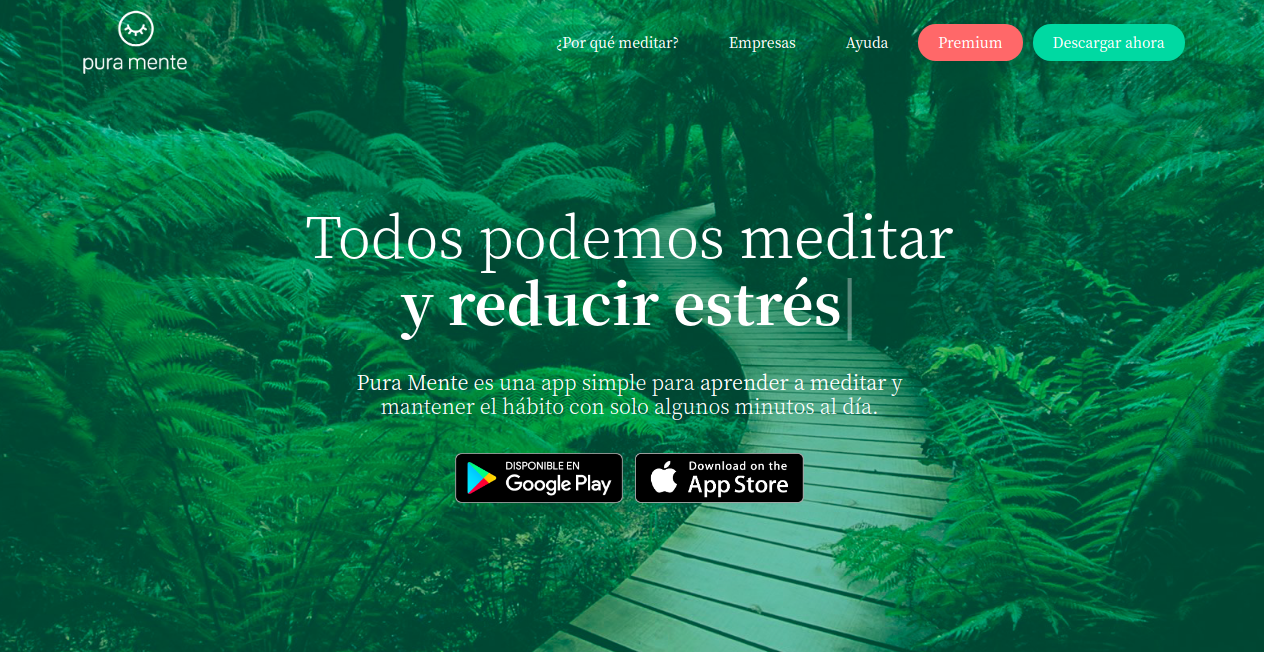 pura mente
¿Por qué meditar?
Empresas
Ayuda
Premium
Descargar ahora
Todos podemos meditar
y reducir estrés
Pura Mente es una app simple para aprender a meditar y
mantener el hábito con solo algunos minutos al día.
DISPONIBLE EN
Google Play
Download on the
App Store